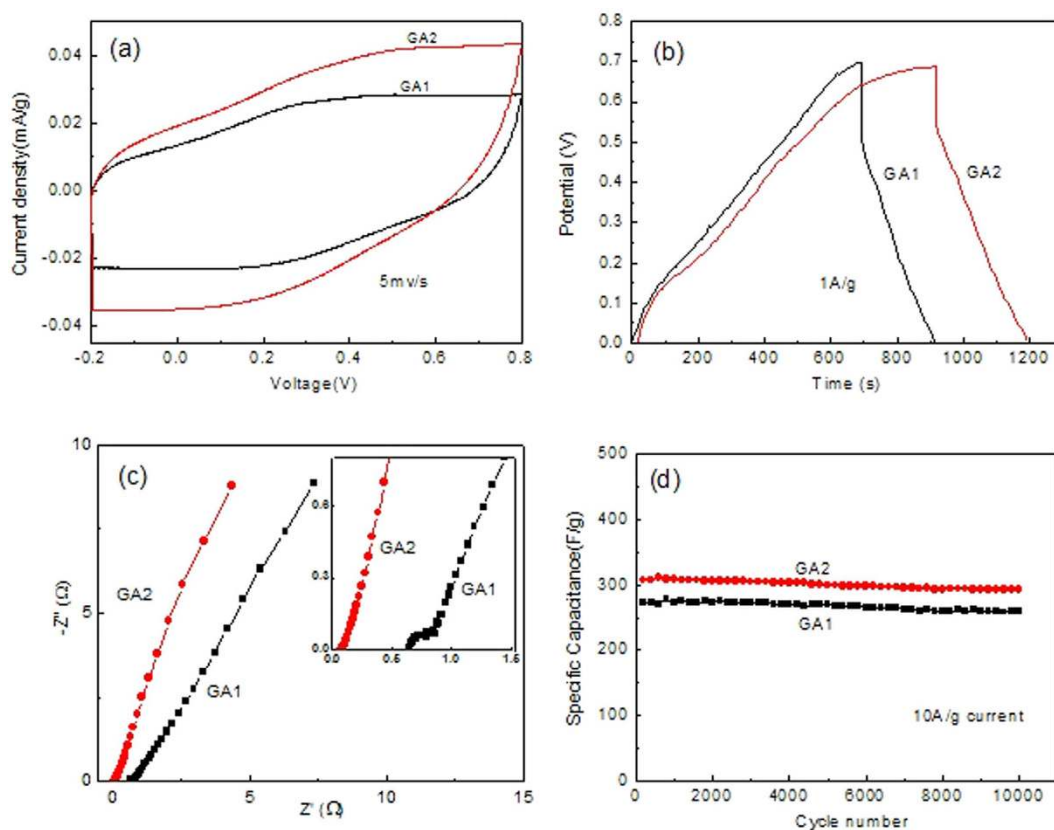 (a)
GA2
GA1
5mv/s
Current density(mA/g)
0.04
0.02
0.00
-0.02
-0.04
-0.2 0.0 0.2 0.4 0.6 0.8
Voltage(V)
(b)
GA1
GA2
1A/g
Potential (V)
0.8
0.7
0.6
0.5
0.4
0.3
0.2
0.1
0.0
0 200 400 600 800 1000 1200
Time (s)
(c)
GA2
GA1
-Z'' (Ω)
10
5
0
0 5 10 15
Z' (Ω)
GA2
GA1
0.6
0.3
0.0
0.0 0.6 1.0 1.6
(d)
GA2
GA1
10A/g current
Specific Capacitance(F/g)
500
400
300
200
100
0
0 2000 4000 6000 8000 10000
Cycle number